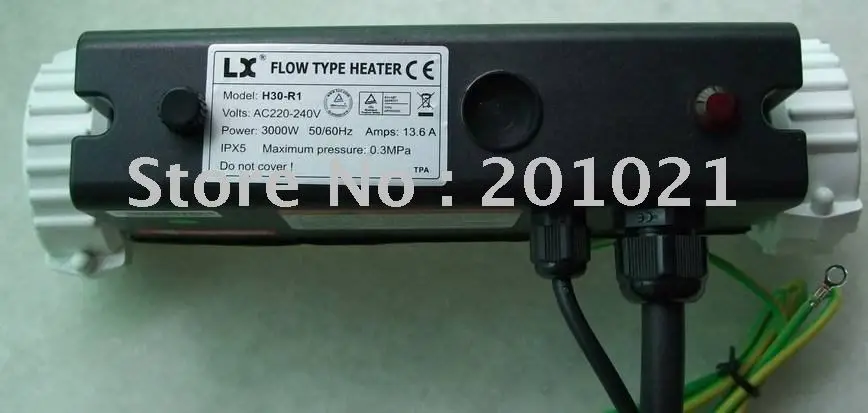 LX® FLOW TYPE HEATER CE
Model: H30-R1
Volts: AC220-240V
Power: 3000W 50/60Hz Amps: 13.6 A
IPX5 Maximum pressure: 0.3MPa
Do not cover !
TPA
Store No : 201021